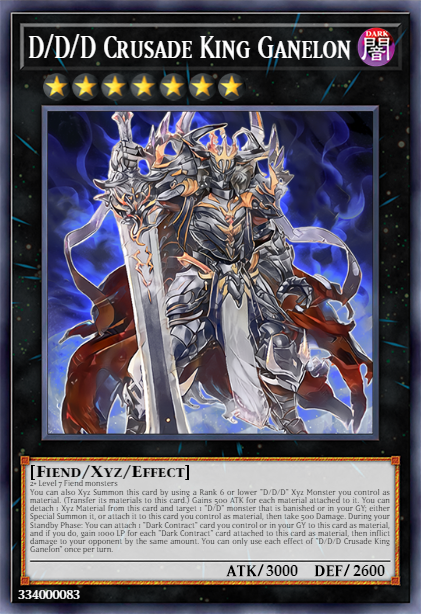 D/D/D Crusade King Ganelon
DARK
闇
[Fiend/Xyz/Effect]
2+ Level 7 Fiend monsters
You can also Xyz Summon this card by using a Rank 6 or lower "D/D/D" Xyz Monster you control as
material. (Transfer its materials to this card.) Gains 500 ATK for each material attached to it. You can
detach 1 Xyz Material from this card and target 1 "D/D" monster that is banished or in your GY; either
Special Summon it, or attach it to this card you control as material, then take 500 Damage. During your
Standby Phase: You can attach 1 "Dark Contract" card you control or in your GY to this card as material,
and if you do, gain 1000 LP for each "Dark Contract" card attached to this card as material, then inflict
damage to your opponent by the same amount. You can only use each effect of "D/D/D Crusade King
Ganelon" once per turn.
ATK/3000 DEF/2600
334000083